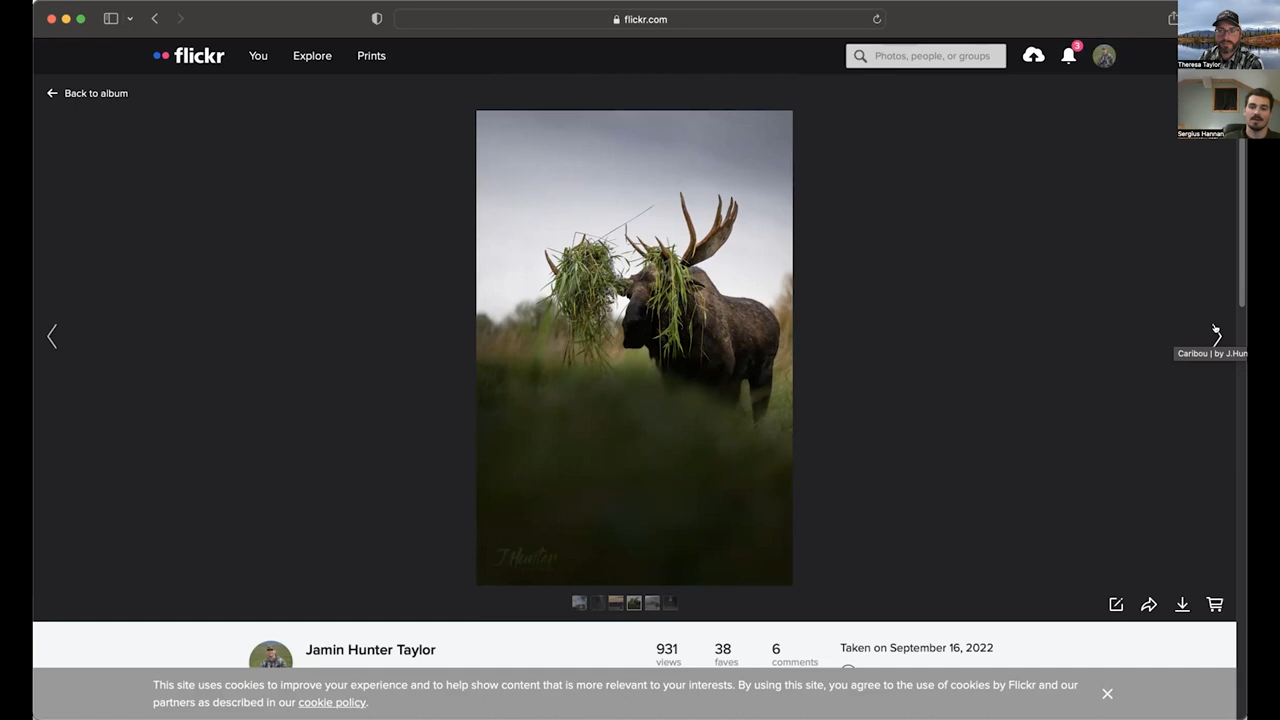 flickr.com
flickr
You
Explore
Prints
Photos, people, or groups
3
Theresa Taylor
Sergius Hannan
Back to album
Caribou | by J.Hun
J.Hunter
Jamin Hunter Taylor
931
views
38
faves
6
comments
Taken on September 16, 2022
This site uses cookies to improve your experience and to help show content that is more relevant to your interests. By using this site, you agree to the use of cookies by Flickr and our
partners as described in our cookie policy.